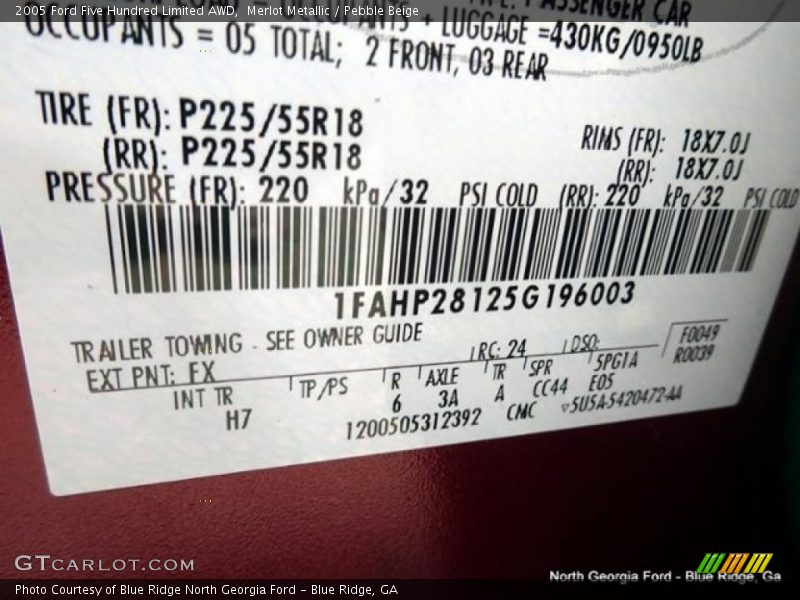 2005 Ford Five Hundred Limited AWD, Merlot Metallic / Pebble Beige
PASSENGER CAR
OCCUPANTS + LUGGAGE =430KG/0950LB
OCCUPANTS = 05 TOTAL; 2 FRONT, 03 REAR
TIRE (FR): P225/55R18 RIMS (FR): 18X7.0J
(RR): P225/55R18 (RR): 18X7.0J
PRESSURE (FR): 220 kPa/32 PSI COLD (RR): 220 kPa/32 PSI COLD
1FAHP28125G196003
TRAILER TOWING - SEE OWNER GUIDE
EXT PNT: FX RC: 24 DSO: F0049
R0039
INT TR TP/PS R AXLE TR SPR SPG1A
H7 6 3A A CC44 E05
1200505312392 CMC ▽5U5A-5420472-AA
GTCARLOT.COM
North Georgia Ford - Blue Ridge, Ga
Photo Courtesy of Blue Ridge North Georgia Ford - Blue Ridge, GA